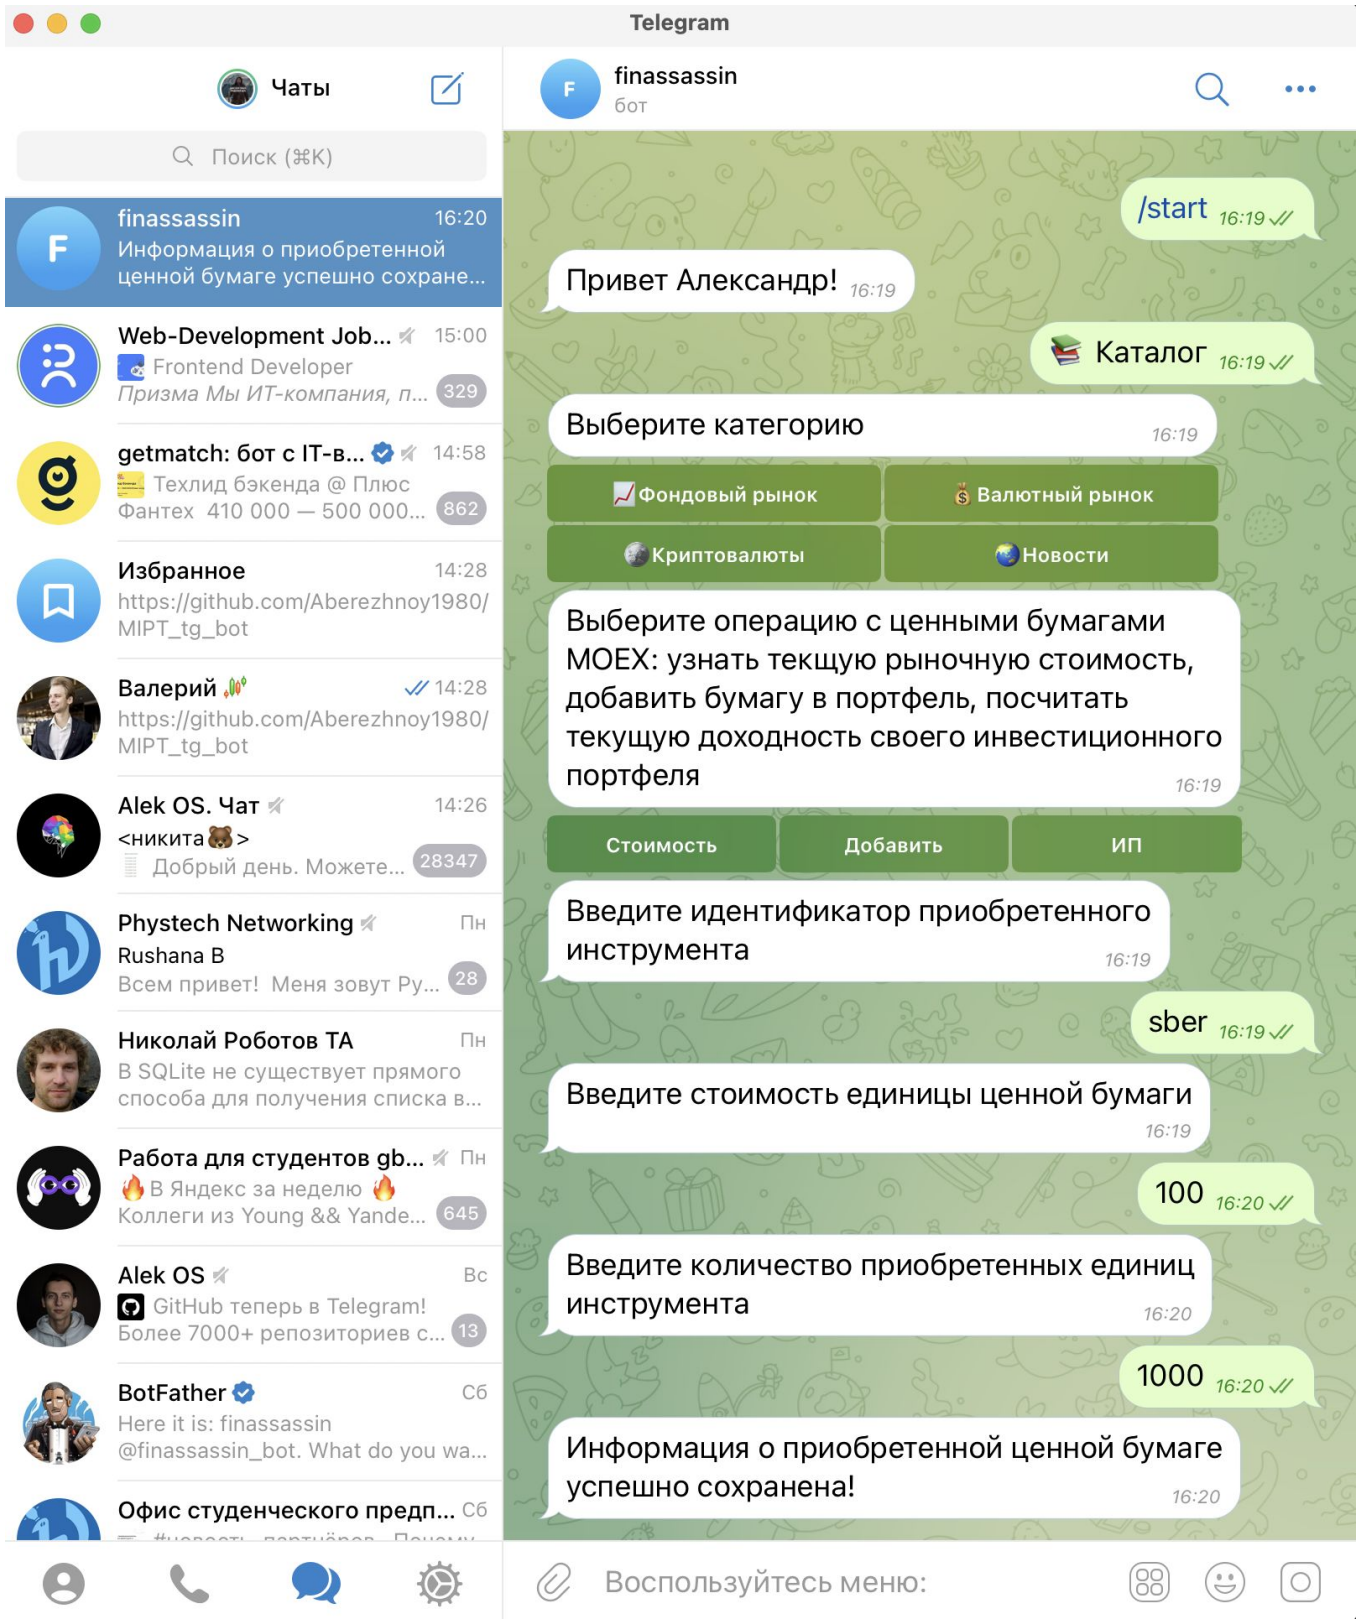 Telegram
Чаты
Поиск (⌘K)
finassassin 16:20
Информация о приобретенной
ценной бумаге успешно сохране...
Web-Development Job... 15:00
Frontend Developer
Призма Мы ИТ-компания, п... 329
getmatch: бот с IT-в... 14:58
Техлид бэкенда @ Плюс
Фантех 410 000 — 500 000... 862
Избранное 14:28
https://github.com/Aberezhnoy1980/
MIPT_tg_bot
Валерий 14:28
https://github.com/Aberezhnoy1980/
MIPT_tg_bot
Alek OS. Чат 14:26
<никита🐻>
Добрый день. Можете... 28347
Phystech Networking Пн
Rushana B
Всем привет! Меня зовут Ру... 28
Николай Роботов ТА Пн
В SQLite не существует прямого
способа для получения списка в...
Работа для студентов gb... Пн
🔥В Яндекс за неделю 🔥
Коллеги из Young && Yande... 645
Alek OS Вс
GitHub теперь в Telegram!
Более 7000+ репозиториев с... 13
BotFather Сб
Here it is: finassassin
@finassassin_bot. What do you wa...
Офис студенческого предп... Сб
F
finassassin
бот
/start 16:19
Привет Александр! 16:19
📚 Каталог 16:19
Выберите категорию 16:19
📈Фондовый рынок
💰Валютный рынок
Криптовалюты
🌏Новости
Выберите операцию с ценными бумагами
MOEX: узнать текщую рыночную стоимость,
добавить бумагу в портфель, посчитать
текущую доходность своего инвестиционного
портфеля 16:19
Стоимость
Добавить
ИП
Введите идентификатор приобретенного
инструмента 16:19
sber 16:19
Введите стоимость единицы ценной бумаги
16:19
100 16:20
Введите количество приобретенных единиц
инструмента 16:20
1000 16:20
Информация о приобретенной ценной бумаге
успешно сохранена! 16:20
Воспользуйтесь меню: